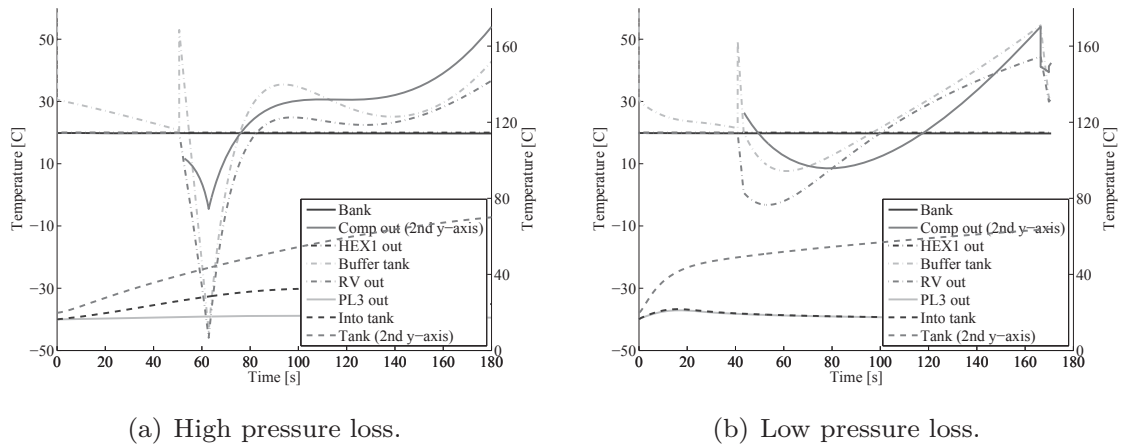 50
30
10
−10
−30
−50
Temperature [C]
160
120
80
40
0
Temperature [C]
0 20 40 60 80 100 120 140 160 180
Time [s]
Bank
Comp out (2nd y−axis)
HEX1 out
Buffer tank
RV out
PL3 out
Into tank
Tank (2nd y−axis)
(a) High pressure loss.
50
30
10
−10
−30
−50
Temperature [C]
160
120
80
40
0
Temperature [C]
0 20 40 60 80 100 120 140 160 180
Time [s]
Bank
Comp out (2nd y−axis)
HEX1 out
Buffer tank
RV out
PL3 out
Into tank
Tank (2nd y−axis)
(b) Low pressure loss.